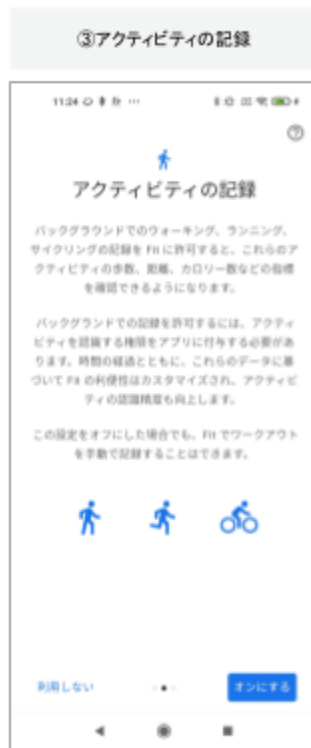 ③アクティビティの記録
11:24
アクティビティの記録
バックグラウンドでのウォーキング、ランニング、
サイクリングの記録を Fit に許可すると、これらのア
クティビティの歩数、距離、カロリー数などの指標
を確認できるようになります。
バックグランドでの記録を許可するには、アクティ
ビティを認識する権限をアプリに付与する必要があ
ります。時間の経過とともに、これらのデータに基
づいて Fit の利便性はカスタマイズされ、アクティビ
ティの認識精度も向上します。
この設定をオフにした場合でも、Fit でワークアウト
を手動で記録することはできます。
利用しない
オンにする